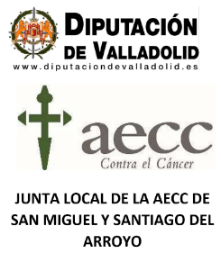 DIPUTACIÓN
DE VALLADOLID
www.diputaciondevalladolid.es
aecc
Contra el Cáncer
JUNTA LOCAL DE LA AECC DE
SAN MIGUEL Y SANTIAGO DEL
ARROYO